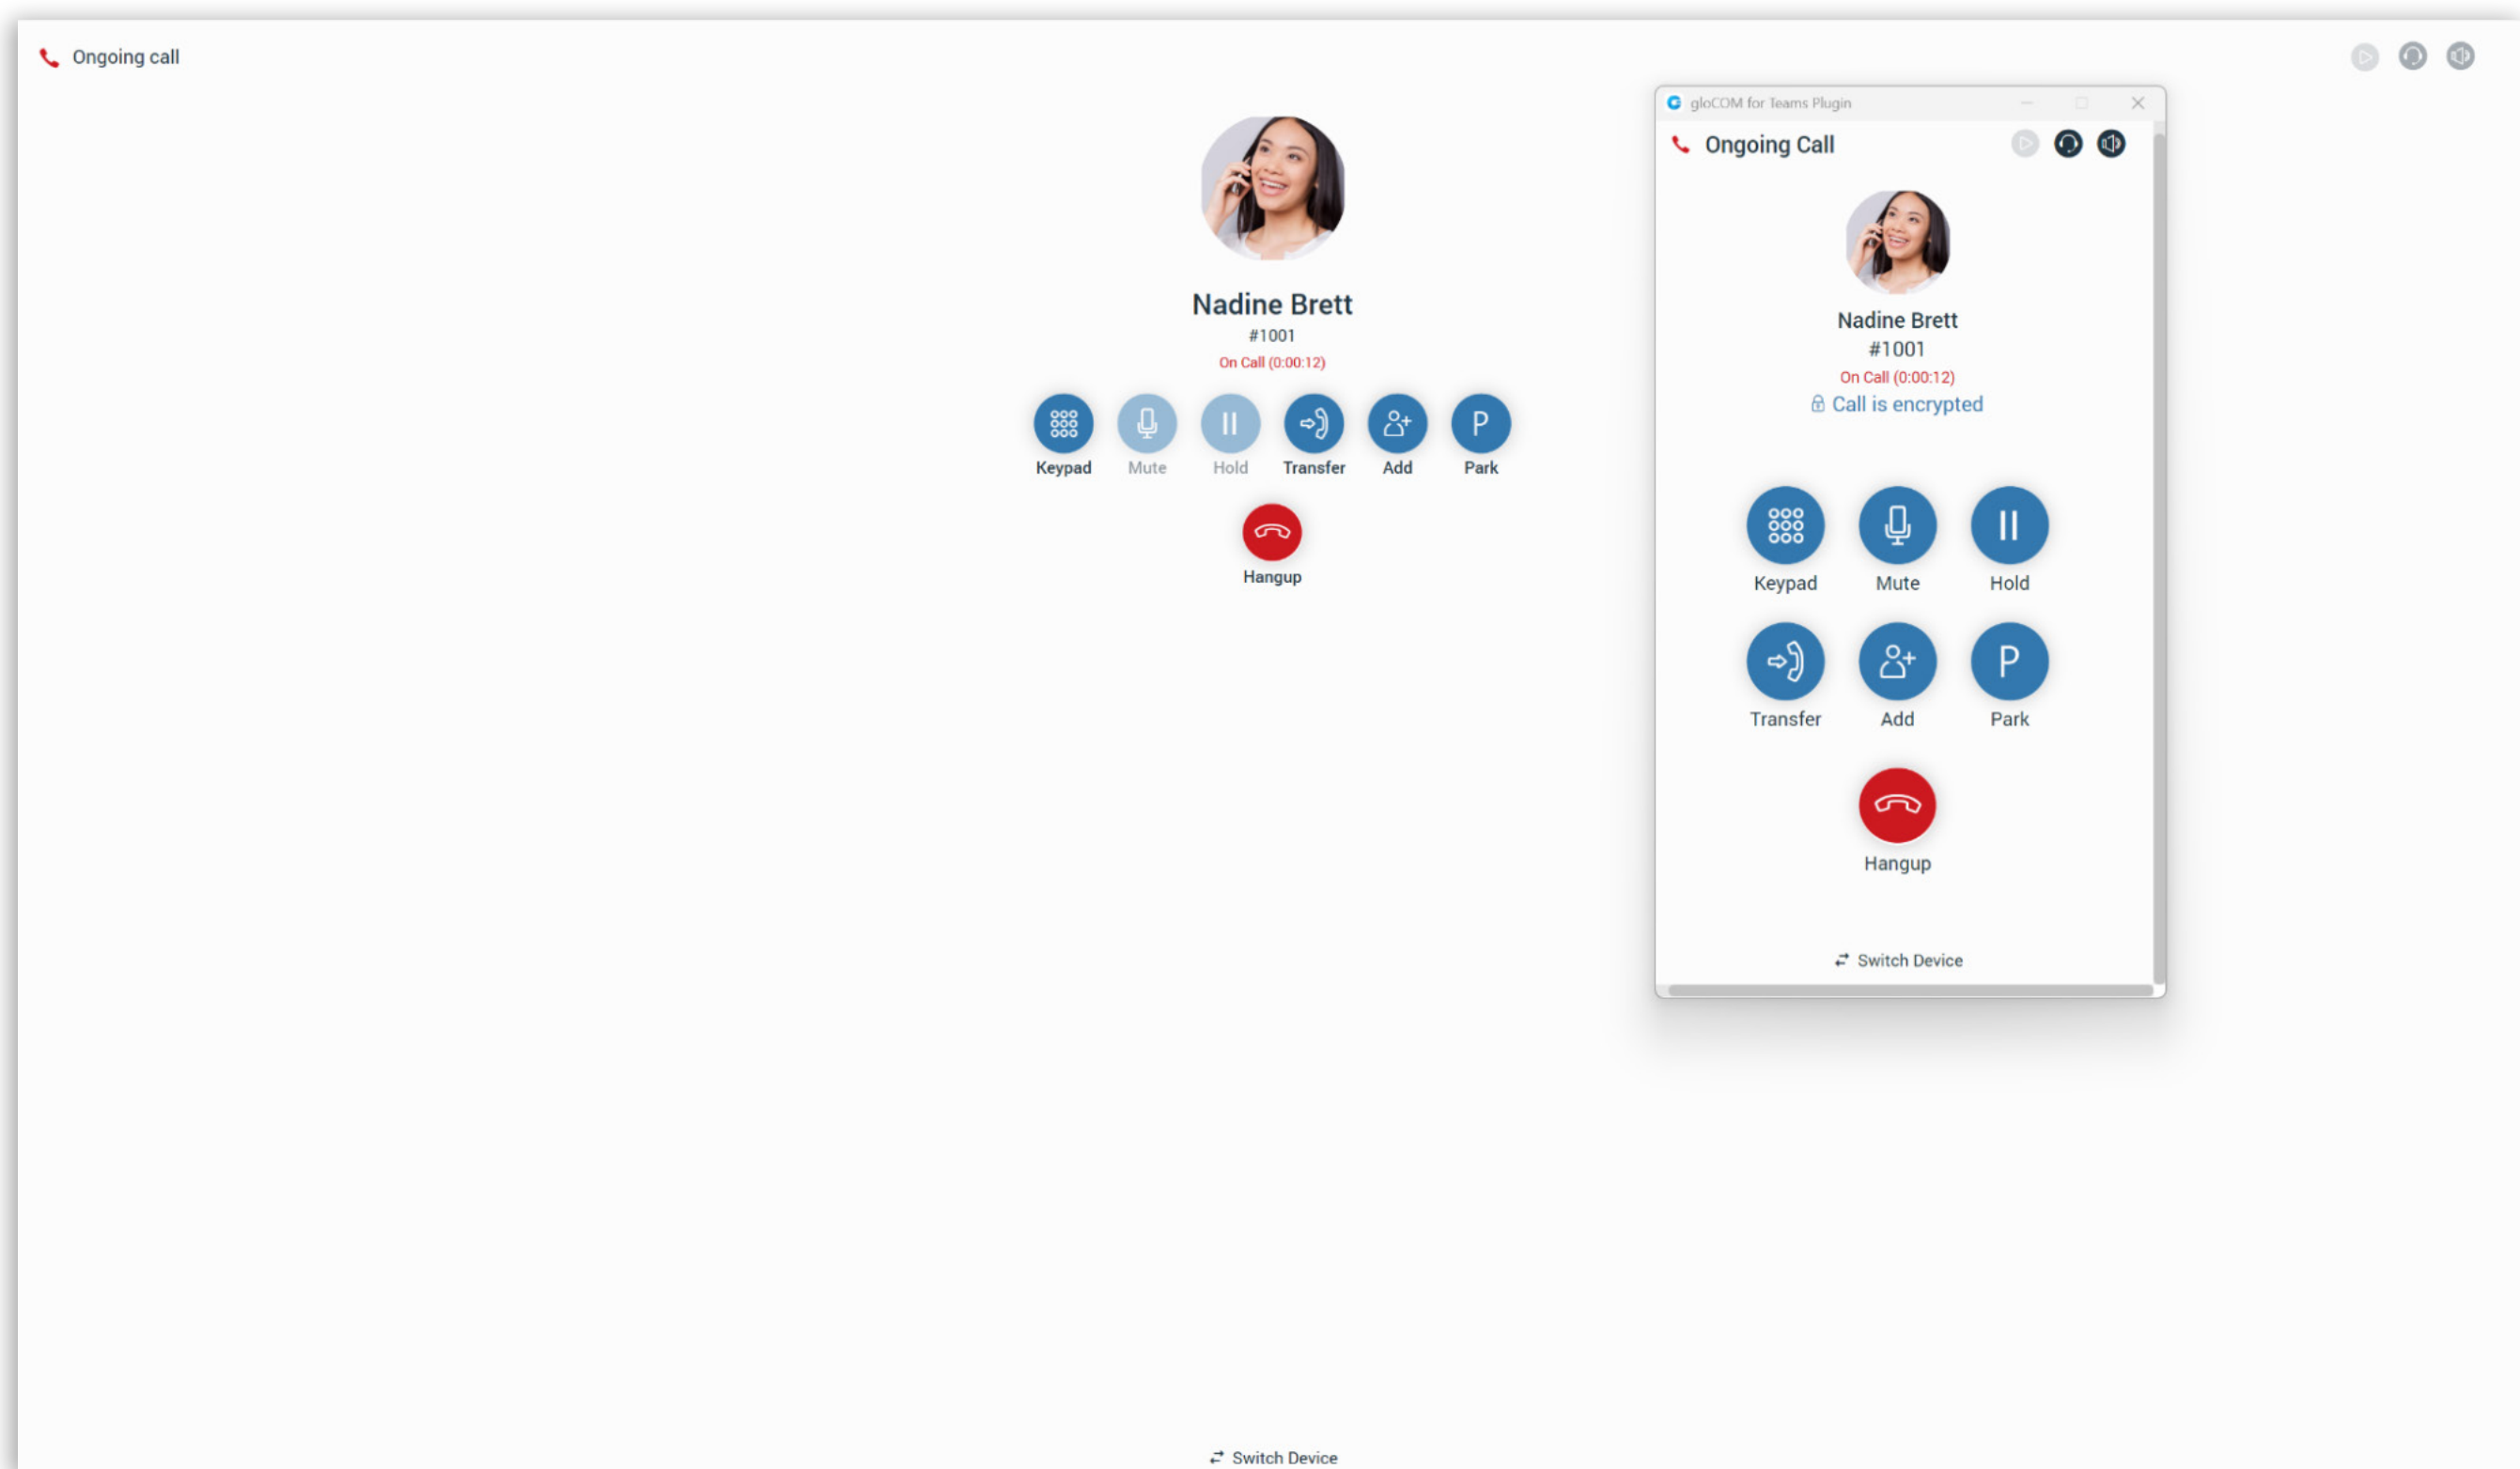 Ongoing call
Nadine Brett
#1001
On Call (0:00:12)
Keypad Mute Hold Transfer Add P Park
Hangup
Switch Device
gloCOM for Teams Plugin
Ongoing Call
Nadine Brett
#1001
On Call (0:00:12)
Call is encrypted
Keypad Mute Hold
P
Transfer Add Park
Hangup
Switch Device